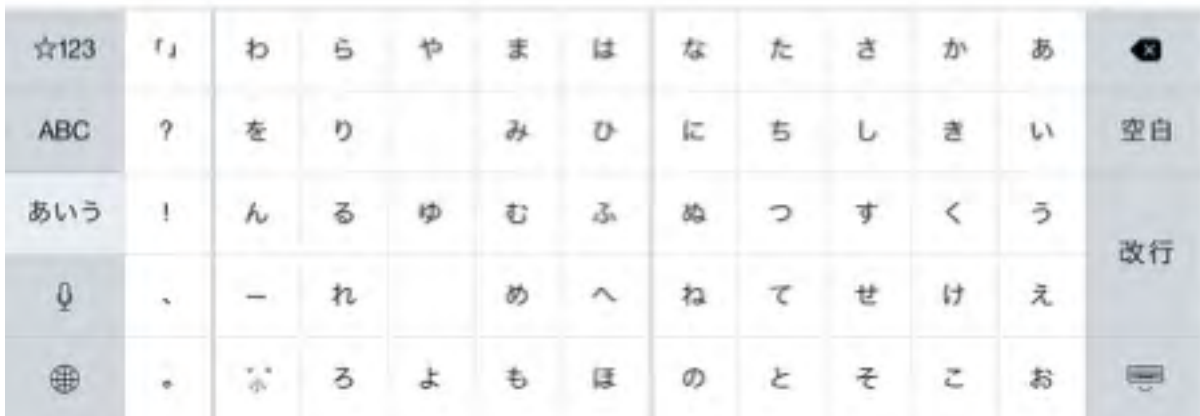 ☆123 「」 わ ら や ま は な た さ か あ
ABC ? を り み ひ に ち し き い 空白
あいう ! ん る ゆ む ふ ぬ つ す く う 改行
、 ー れ め へ ね て せ け え
。 ゛゜小 ろ よ も ほ の と そ こ お